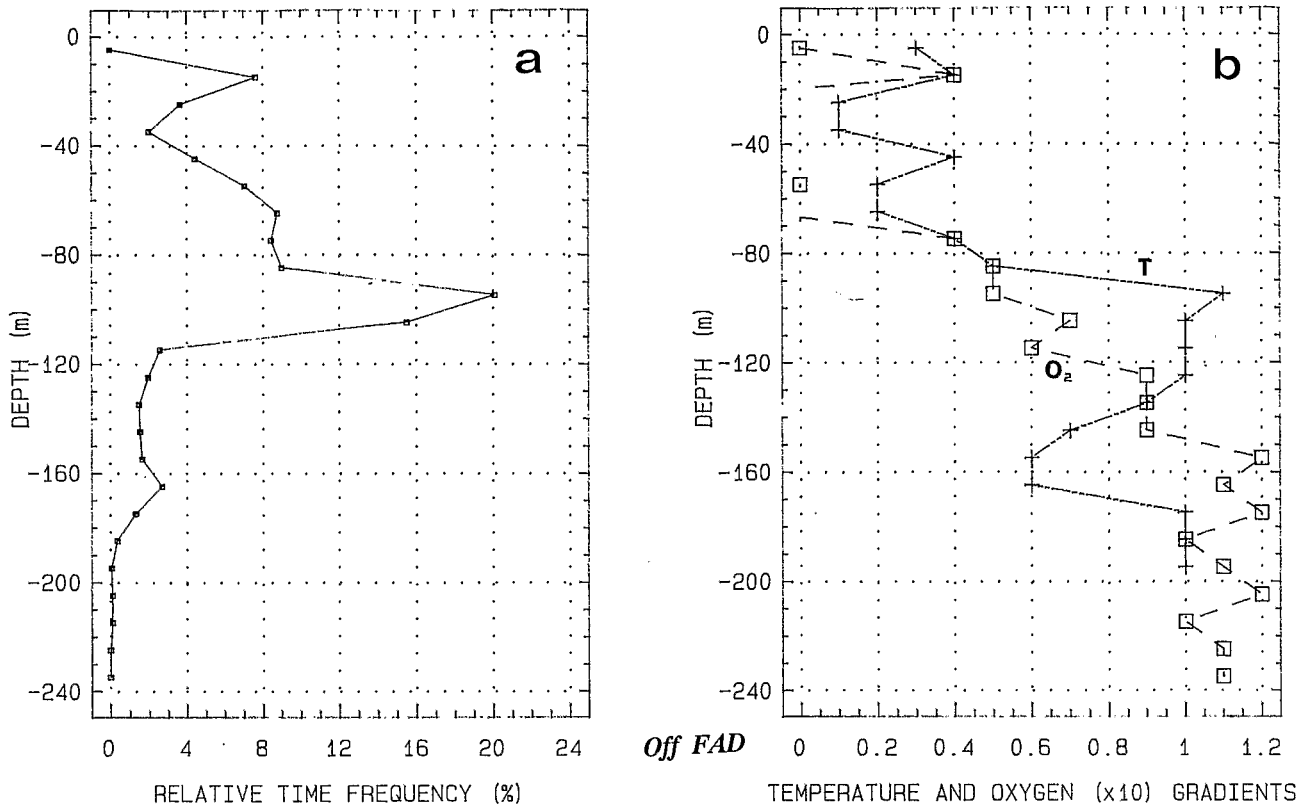 a
0
-40
-80
-120
-160
-200
-240
DEPTH (m)
0 4 8 12 16 20 24
RELATIVE TIME FREQUENCY (%)
b
0
-40
-80
-120
-160
-200
-240
DEPTH (m)
T
O₂
Off FAD
0 0.2 0.4 0.6 0.8 1 1.2
TEMPERATURE AND OXYGEN (x10) GRADIENTS